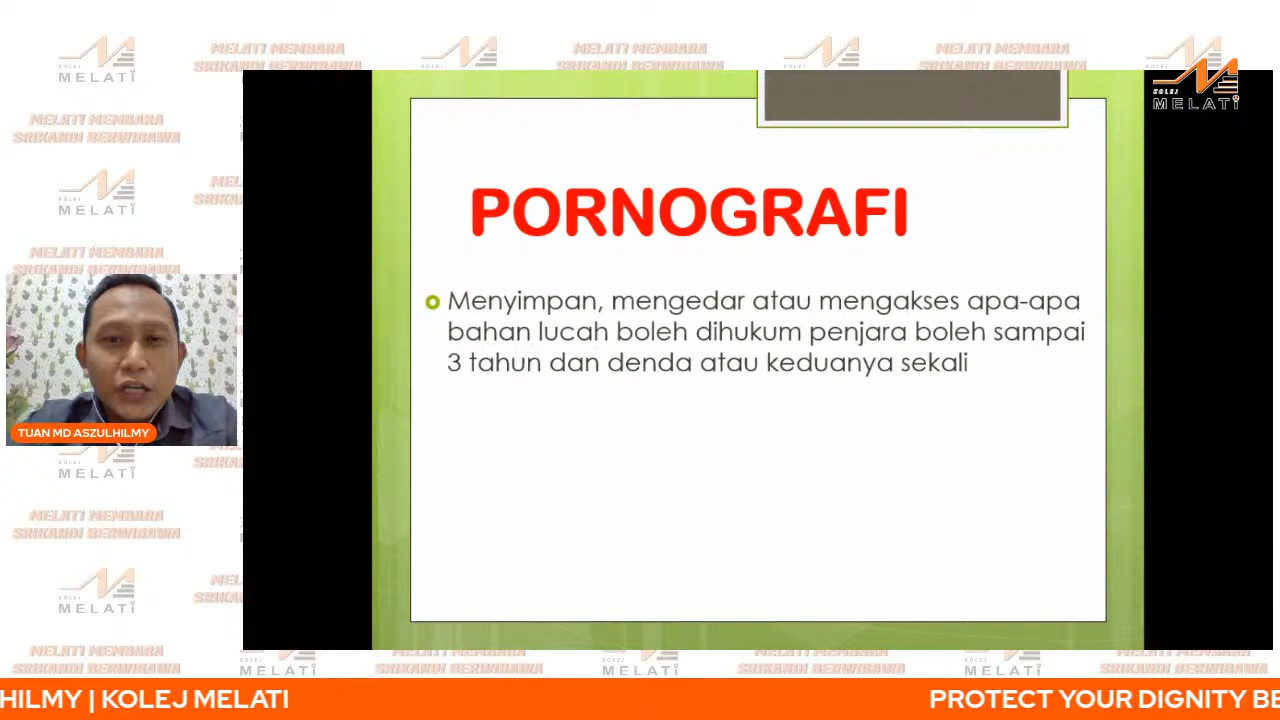 MELATI MEMBARA
SRIKANDI BERWIBAWA
KOLEJ
MELATI
PORNOGRAFI
Menyimpan, mengedar atau mengakses apa-apa
bahan lucah boleh dihukum penjara boleh sampai
3 tahun dan denda atau keduanya sekali
TUAN MD ASZULHILMY
HILMY | KOLEJ MELATI
PROTECT YOUR DIGNITY BE